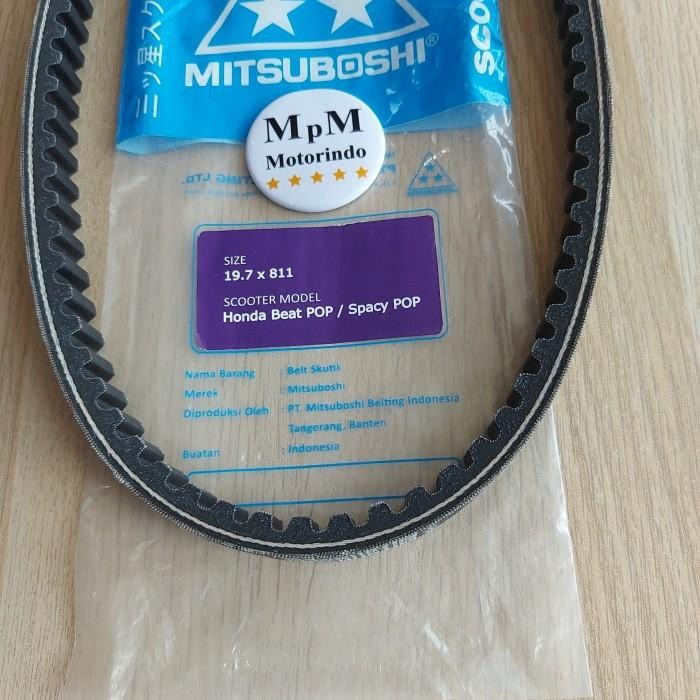 三ツ星スク
MITSUBOSHI®
SCO
MpM
Motorindo
SIZE
19.7 x 811
SCOOTER MODEL
Honda Beat POP / Spacy POP
Nama Barang : Belt Skutik
Merek : Mitsuboshi
Diproduksi Oleh : PT. Mitsuboshi Belting Indonesia
Tangerang, Banten
Buatan : Indonesia